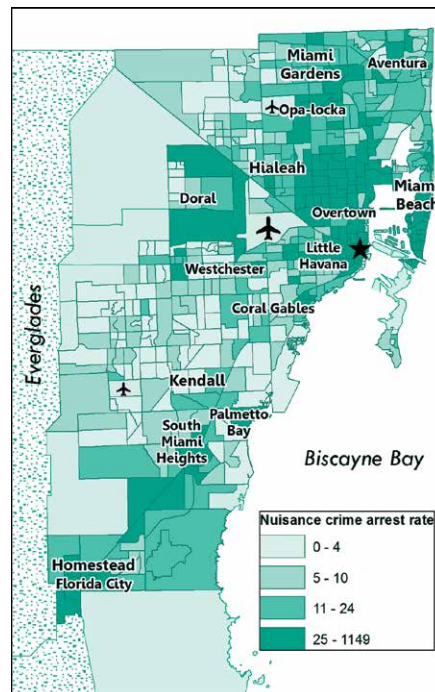 Miami
Gardens
Aventura
Opa-locka
Hialeah
Miami
Beach
Doral
Overtown
Little
Havana
Westchester
Coral Gables
Everglades
Kendall
Palmetto
Bay
South
Miami
Heights
Biscayne Bay
Homestead
Florida City
Nuisance crime arrest rate
0 - 4
5 - 10
11 - 24
25 - 1149